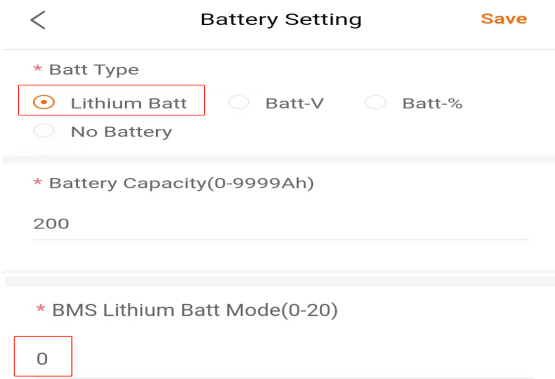 Battery Setting Save
* Batt Type
Lithium Batt Batt-V Batt-%
No Battery
* Battery Capacity(0-9999Ah)
200
* BMS Lithium Batt Mode(0-20)
0